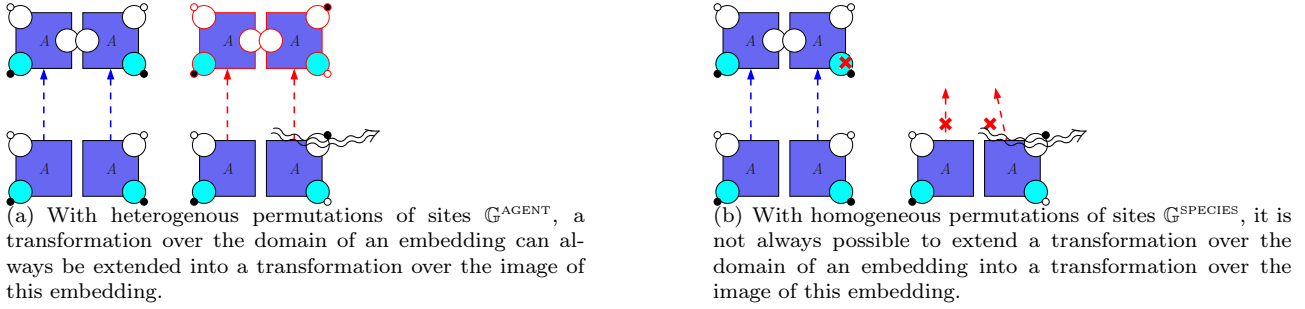 A A A A
A A A A
(a) With heterogenous permutations of sites 𝔾^AGENT, a
transformation over the domain of an embedding can al-
ways be extended into a transformation over the image of
this embedding.
A A
A A A A
(b) With homogeneous permutations of sites 𝔾^SPECIES, it is
not always possible to extend a transformation over the
domain of an embedding into a transformation over the
image of this embedding.